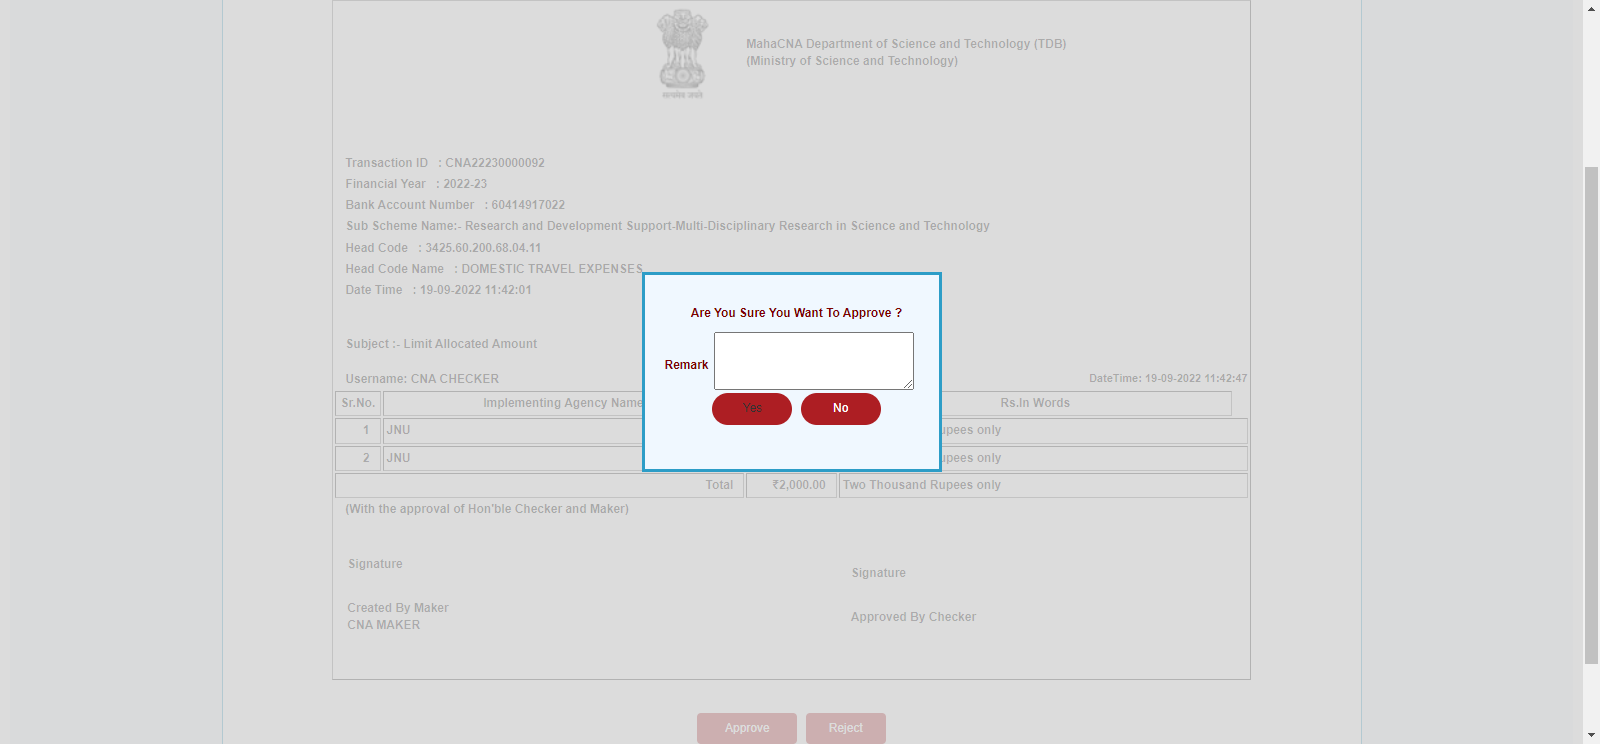 MahaCNA Department of Science and Technology (TDB)
(Ministry of Science and Technology)
Transaction ID : CNA22230000092
Financial Year : 2022-23
Bank Account Number : 60414917022
Sub Scheme Name:- Research and Development Support-Multi-Disciplinary Research in Science and Technology
Head Code : 3425.60.200.68.04.11
Head Code Name : DOMESTIC TRAVEL EXPENSES
Date Time : 19-09-2022 11:42:01
Are You Sure You Want To Approve ?
Remark
Yes No
Subject :- Limit Allocated Amount
Username: CNA CHECKER DateTime: 19-09-2022 11:42:47
Sr.No. Implementing Agency Name Rs.In Words
1 JNU upees only
2 JNU upees only
Total ₹2,000.00 Two Thousand Rupees only
(With the approval of Hon'ble Checker and Maker)
Signature
Signature
Created By Maker
CNA MAKER
Approved By Checker
Approve Reject